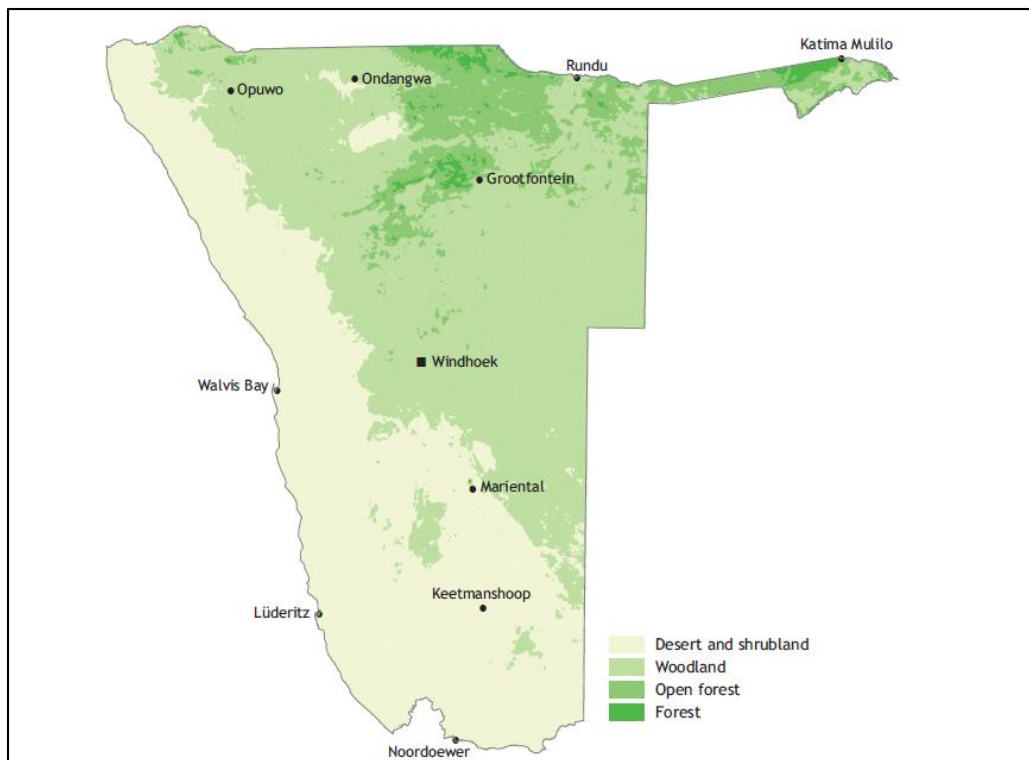 Katima Mulilo
Rundu
Ondangwa
Opuwo
Grootfontein
Windhoek
Walvis Bay
Mariental
Keetmanshoop
Lüderitz
Desert and shrubland
Woodland
Open forest
Forest
Noordoewer